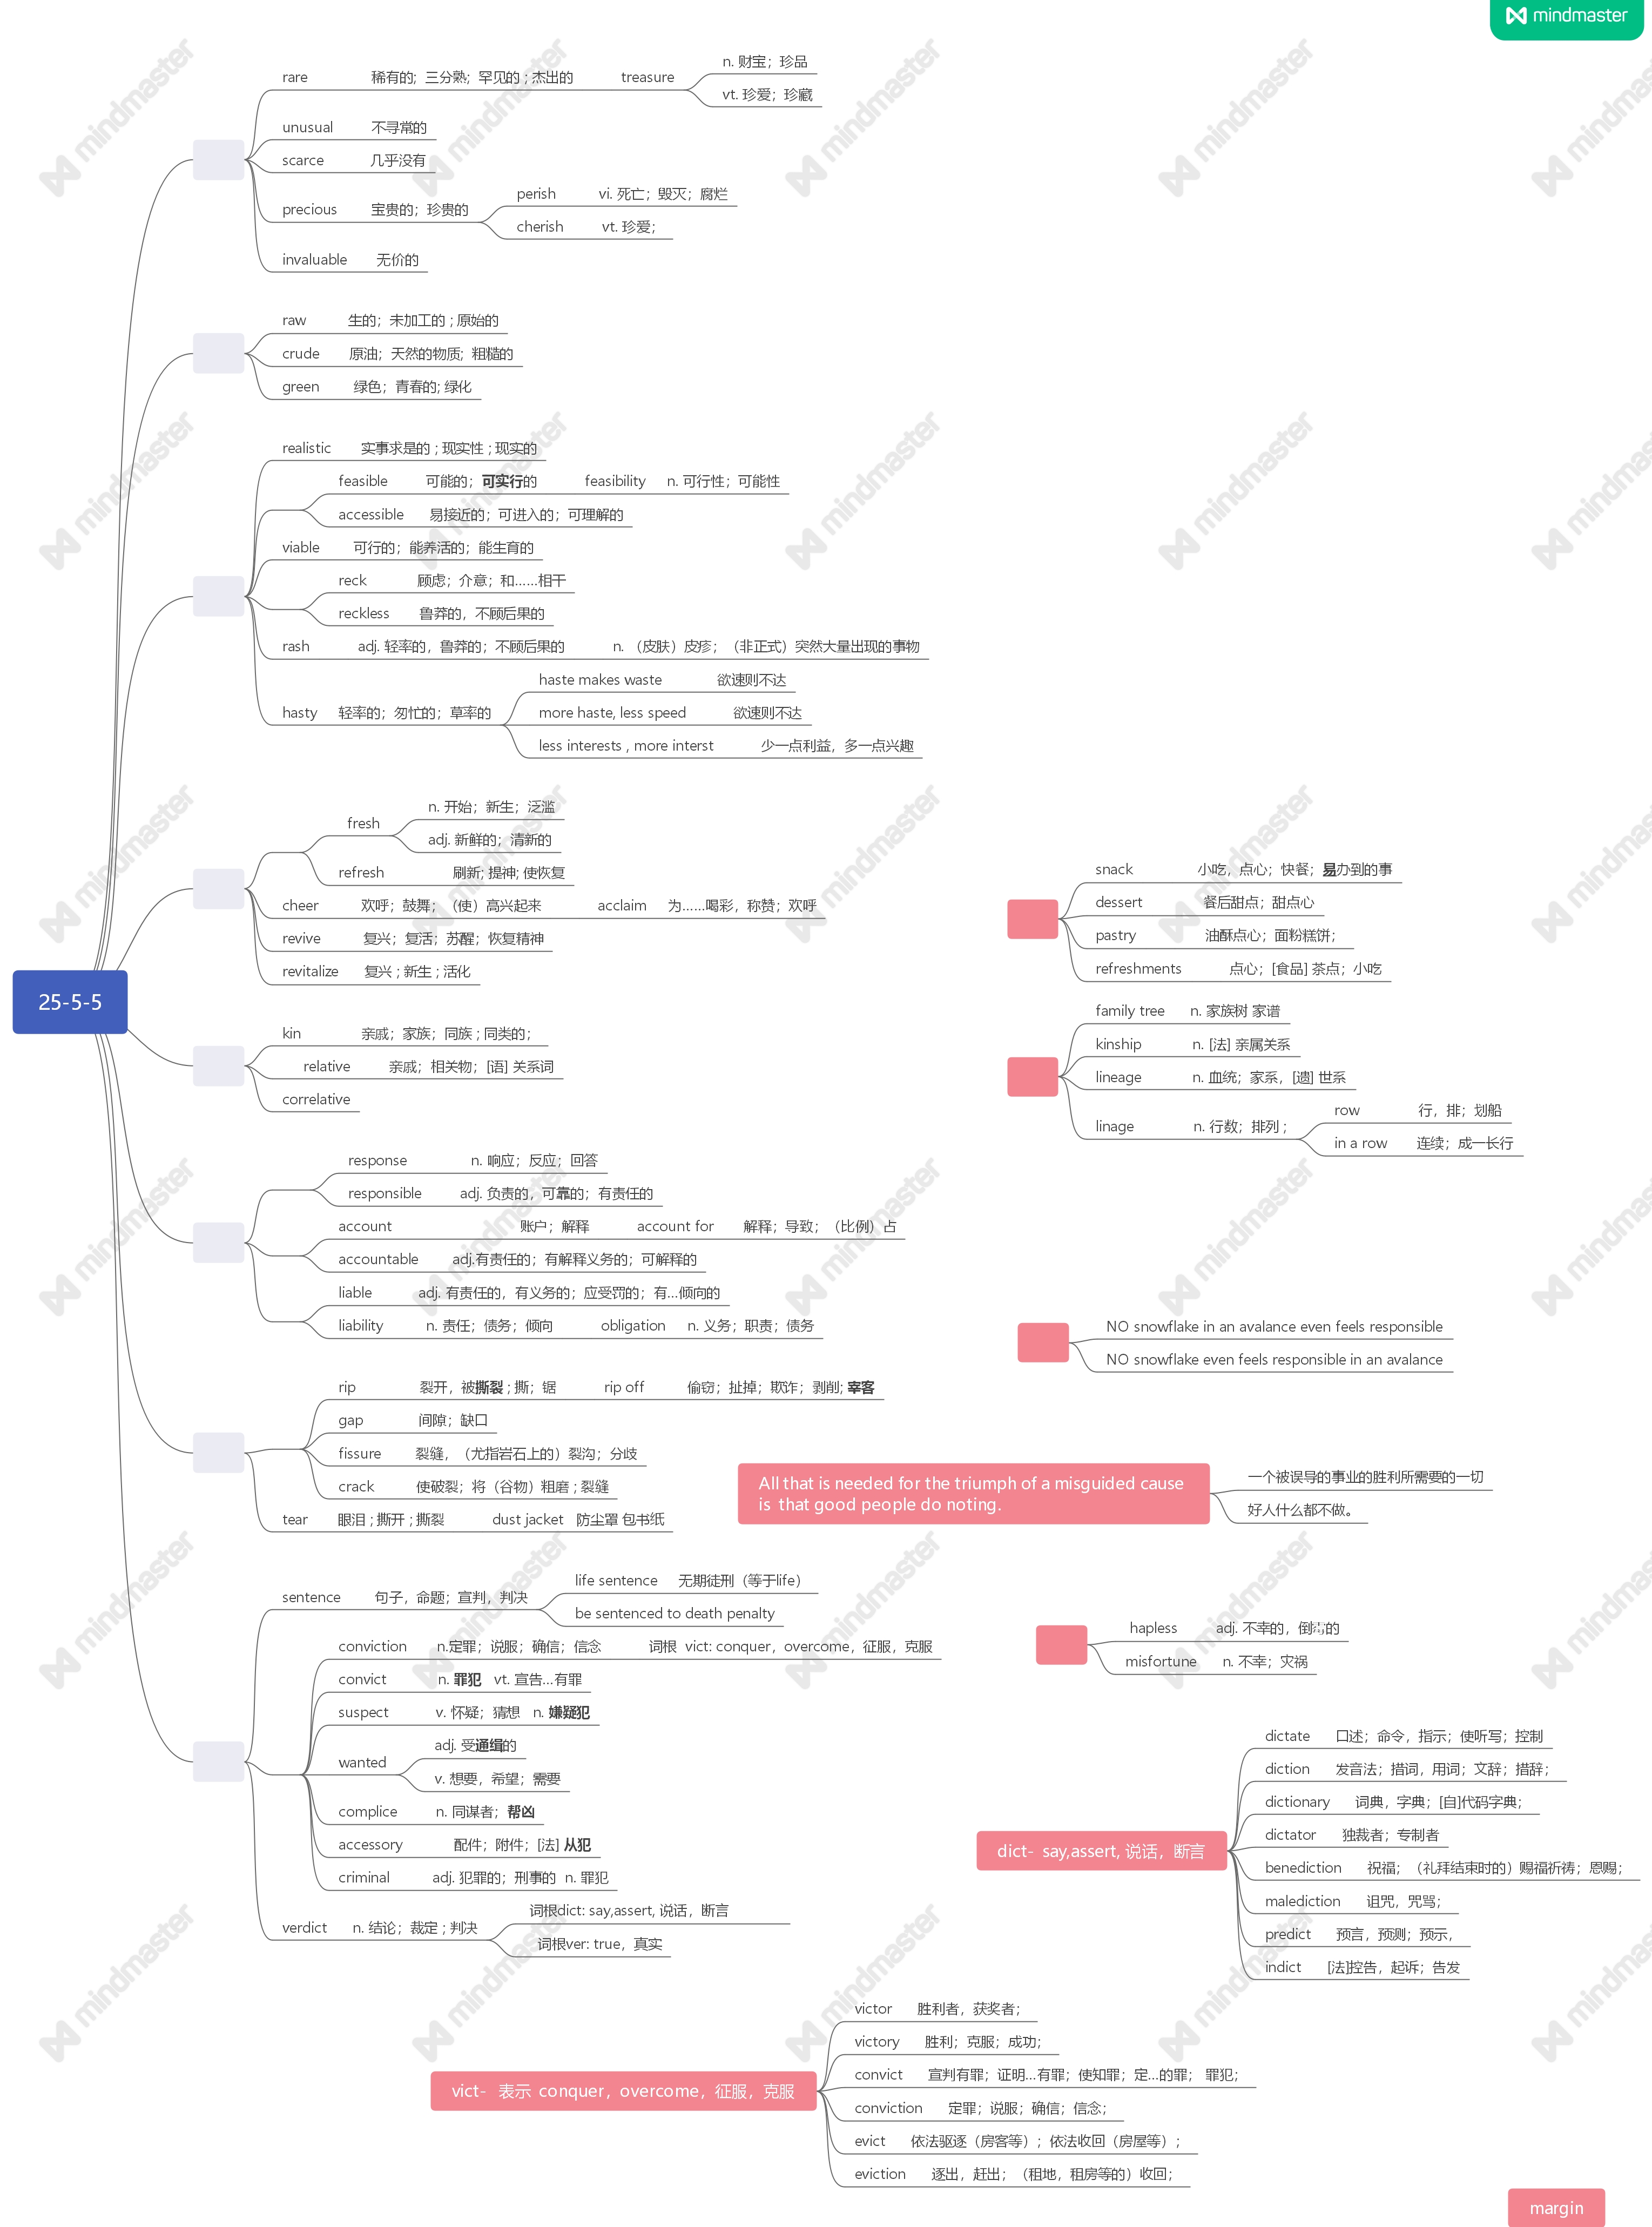 mindmaster
25-5-5
rare 稀有的; 三分熟; 罕见的 ; 杰出的 treasure
n. 财宝; 珍品
vt. 珍爱; 珍藏
unusual 不寻常的
scarce 几乎没有
precious 宝贵的; 珍贵的
perish vi. 死亡; 毁灭; 腐烂
cherish vt. 珍爱;
invaluable 无价的
raw 生的; 未加工的 ; 原始的
crude 原油; 天然的物质; 粗糙的
green 绿色; 青春的; 绿化
realistic 实事求是的 ; 现实性 ; 现实的
feasible 可能的; 可实行的 feasibility n. 可行性; 可能性
accessible 易接近的; 可进入的; 可理解的
viable 可行的; 能养活的; 能生育的
reck 顾虑; 介意; 和……相干
reckless 鲁莽的, 不顾后果的
rash adj. 轻率的, 鲁莽的; 不顾后果的 n. (皮肤) 皮疹; (非正式) 突然大量出现的事物
hasty 轻率的; 匆忙的; 草率的
haste makes waste 欲速则不达
more haste, less speed 欲速则不达
less interests , more interst 少一点利益, 多一点兴趣
fresh
n. 开始; 新生; 泛滥
adj. 新鲜的; 清新的
refresh 刷新; 提神; 使恢复
cheer 欢呼; 鼓舞; (使) 高兴起来 acclaim 为……喝彩, 称赞; 欢呼
revive 复兴; 复活; 苏醒; 恢复精神
revitalize 复兴 ; 新生 ; 活化
kin 亲戚; 家族; 同族 ; 同类的;
relative 亲戚; 相关物; [语] 关系词
correlative
response n. 响应; 反应; 回答
responsible adj. 负责的, 可靠的; 有责任的
account 账户; 解释 account for 解释; 导致; (比例) 占
accountable adj.有责任的; 有解释义务的; 可解释的
liable adj. 有责任的, 有义务的; 应受罚的; 有...倾向的
liability n. 责任; 债务; 倾向 obligation n. 义务; 职责; 债务
rip 裂开, 被撕裂 ; 撕; 锯 rip off 偷窃; 扯掉; 欺诈; 剥削; 宰客
gap 间隙; 缺口
fissure 裂缝, (尤指岩石上的) 裂沟; 分歧
crack 使破裂; 将 (谷物) 粗磨 ; 裂缝
tear 眼泪 ; 撕开 ; 撕裂 dust jacket 防尘罩 包书纸
sentence 句子, 命题; 宣判, 判决
life sentence 无期徒刑 (等于life)
be sentenced to death penalty
conviction n.定罪; 说服; 确信; 信念 词根 vict: conquer, overcome, 征服, 克服
convict n. 罪犯 vt. 宣告...有罪
suspect v. 怀疑; 猜想 n. 嫌疑犯
wanted
adj. 受通缉的
v. 想要, 希望; 需要
complice n. 同谋者; 帮凶
accessory 配件; 附件; [法] 从犯
criminal adj. 犯罪的; 刑事的 n. 罪犯
verdict n. 结论; 裁定 ; 判决
词根dict: say,assert, 说话, 断言
词根ver: true, 真实
snack 小吃, 点心; 快餐; 易办到的事
dessert 餐后甜点; 甜点心
pastry 油酥点心; 面粉糕饼;
refreshments 点心; [食品] 茶点; 小吃
family tree n. 家族树 家谱
kinship n. [法] 亲属关系
lineage n. 血统; 家系, [遗] 世系
linage n. 行数; 排列 ;
row 行, 排; 划船
in a row 连续; 成一长行
NO snowflake in an avalance even feels responsible
NO snowflake even feels responsible in an avalance
All that is needed for the triumph of a misguided cause
is that good people do noting.
一个被误导的事业的胜利所需要的一切
好人什么都不做。
hapless adj. 不幸的, 倒霉的
misfortune n. 不幸; 灾祸
dict- say,assert, 说话, 断言
dictate 口述; 命令, 指示; 使听写; 控制
diction 发音法; 措词, 用词; 文辞; 措辞;
dictionary 词典, 字典; [自]代码字典;
dictator 独裁者; 专制者
benediction 祝福; (礼拜结束时的) 赐福祈祷; 恩赐;
malediction 诅咒, 咒骂;
predict 预言, 预测; 预示,
indict [法]控告, 起诉; 告发
vict- 表示 conquer, overcome, 征服, 克服
victor 胜利者, 获奖者;
victory 胜利; 克服; 成功;
convict 宣判有罪; 证明...有罪; 使知罪; 定...的罪; 罪犯;
conviction 定罪; 说服; 确信; 信念;
evict 依法驱逐 (房客等) ; 依法收回 (房屋等) ;
eviction 逐出, 赶出; (租地, 租房等的) 收回;
margin